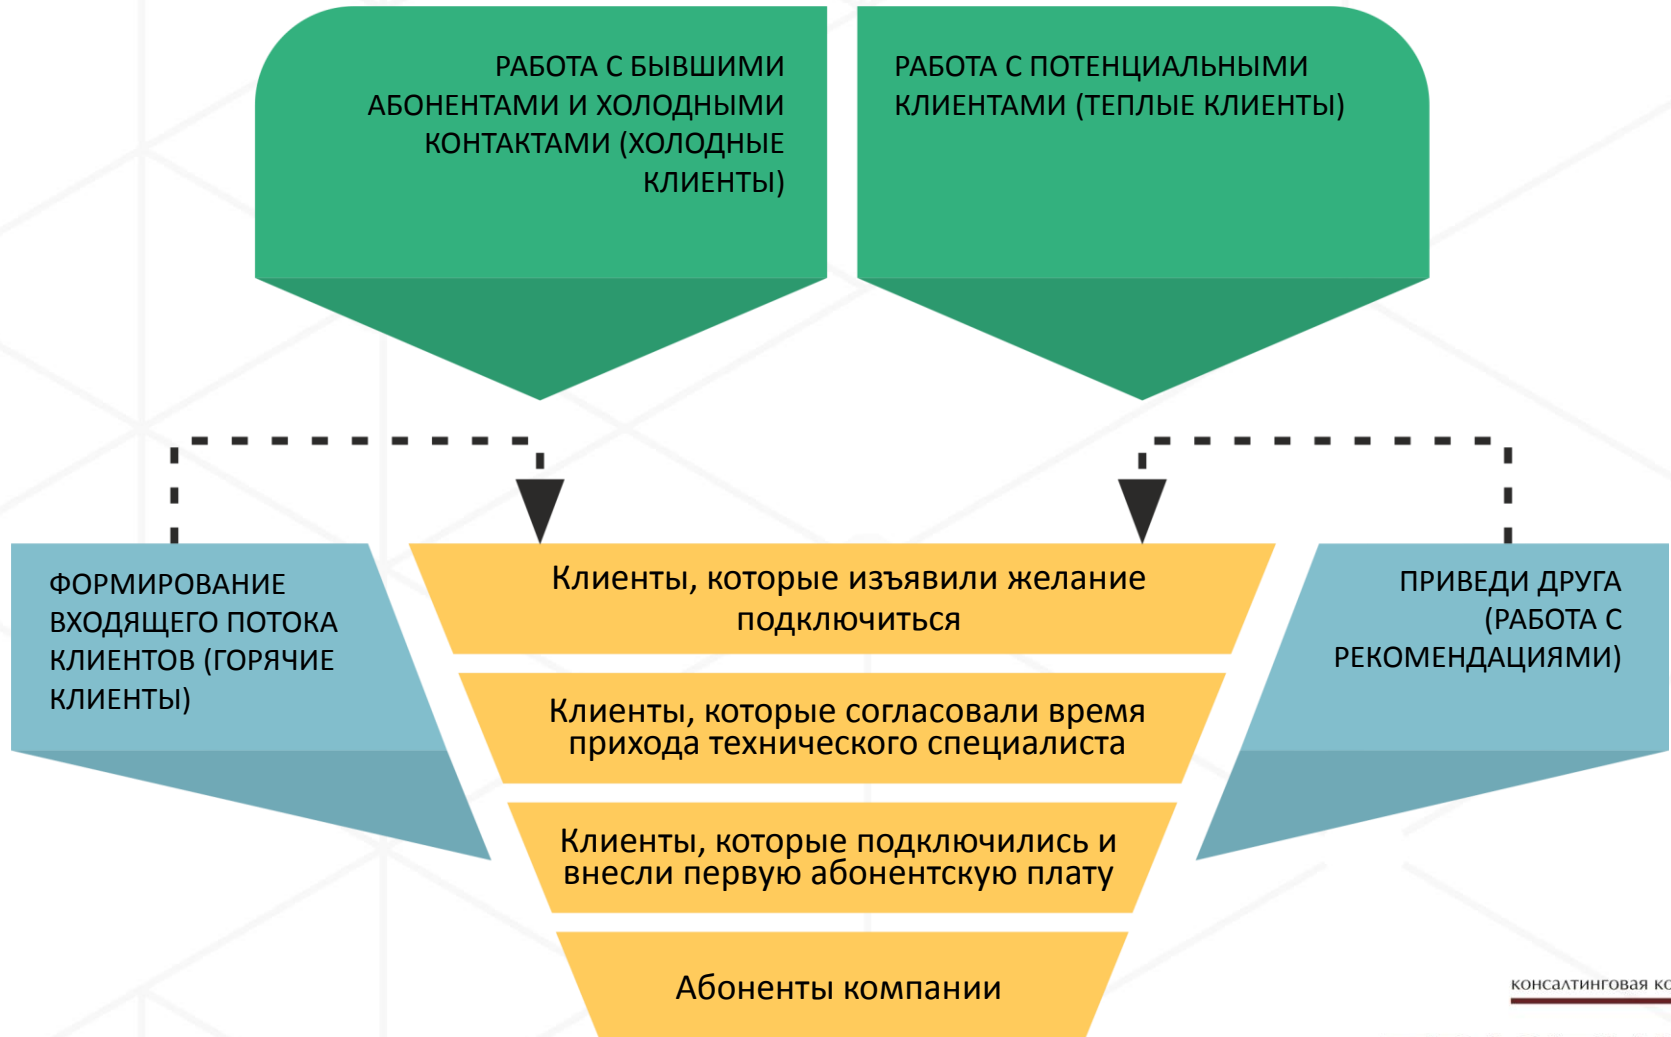 РАБОТА С БЫВШИМИ
АБОНЕНТАМИ И ХОЛОДНЫМИ
КОНТАКТАМИ (ХОЛОДНЫЕ
КЛИЕНТЫ)
РАБОТА С ПОТЕНЦИАЛЬНЫМИ
КЛИЕНТАМИ (ТЕПЛЫЕ КЛИЕНТЫ)
ФОРМИРОВАНИЕ
ВХОДЯЩЕГО ПОТОКА
КЛИЕНТОВ (ГОРЯЧИЕ
КЛИЕНТЫ)
Клиенты, которые изъявили желание
подключиться
Клиенты, которые согласовали время
прихода технического специалиста
Клиенты, которые подключились и
внесли первую абонентскую плату
Абоненты компании
ПРИВЕДИ ДРУГА
(РАБОТА С
РЕКОМЕНДАЦИЯМИ)
консалтинговая ко